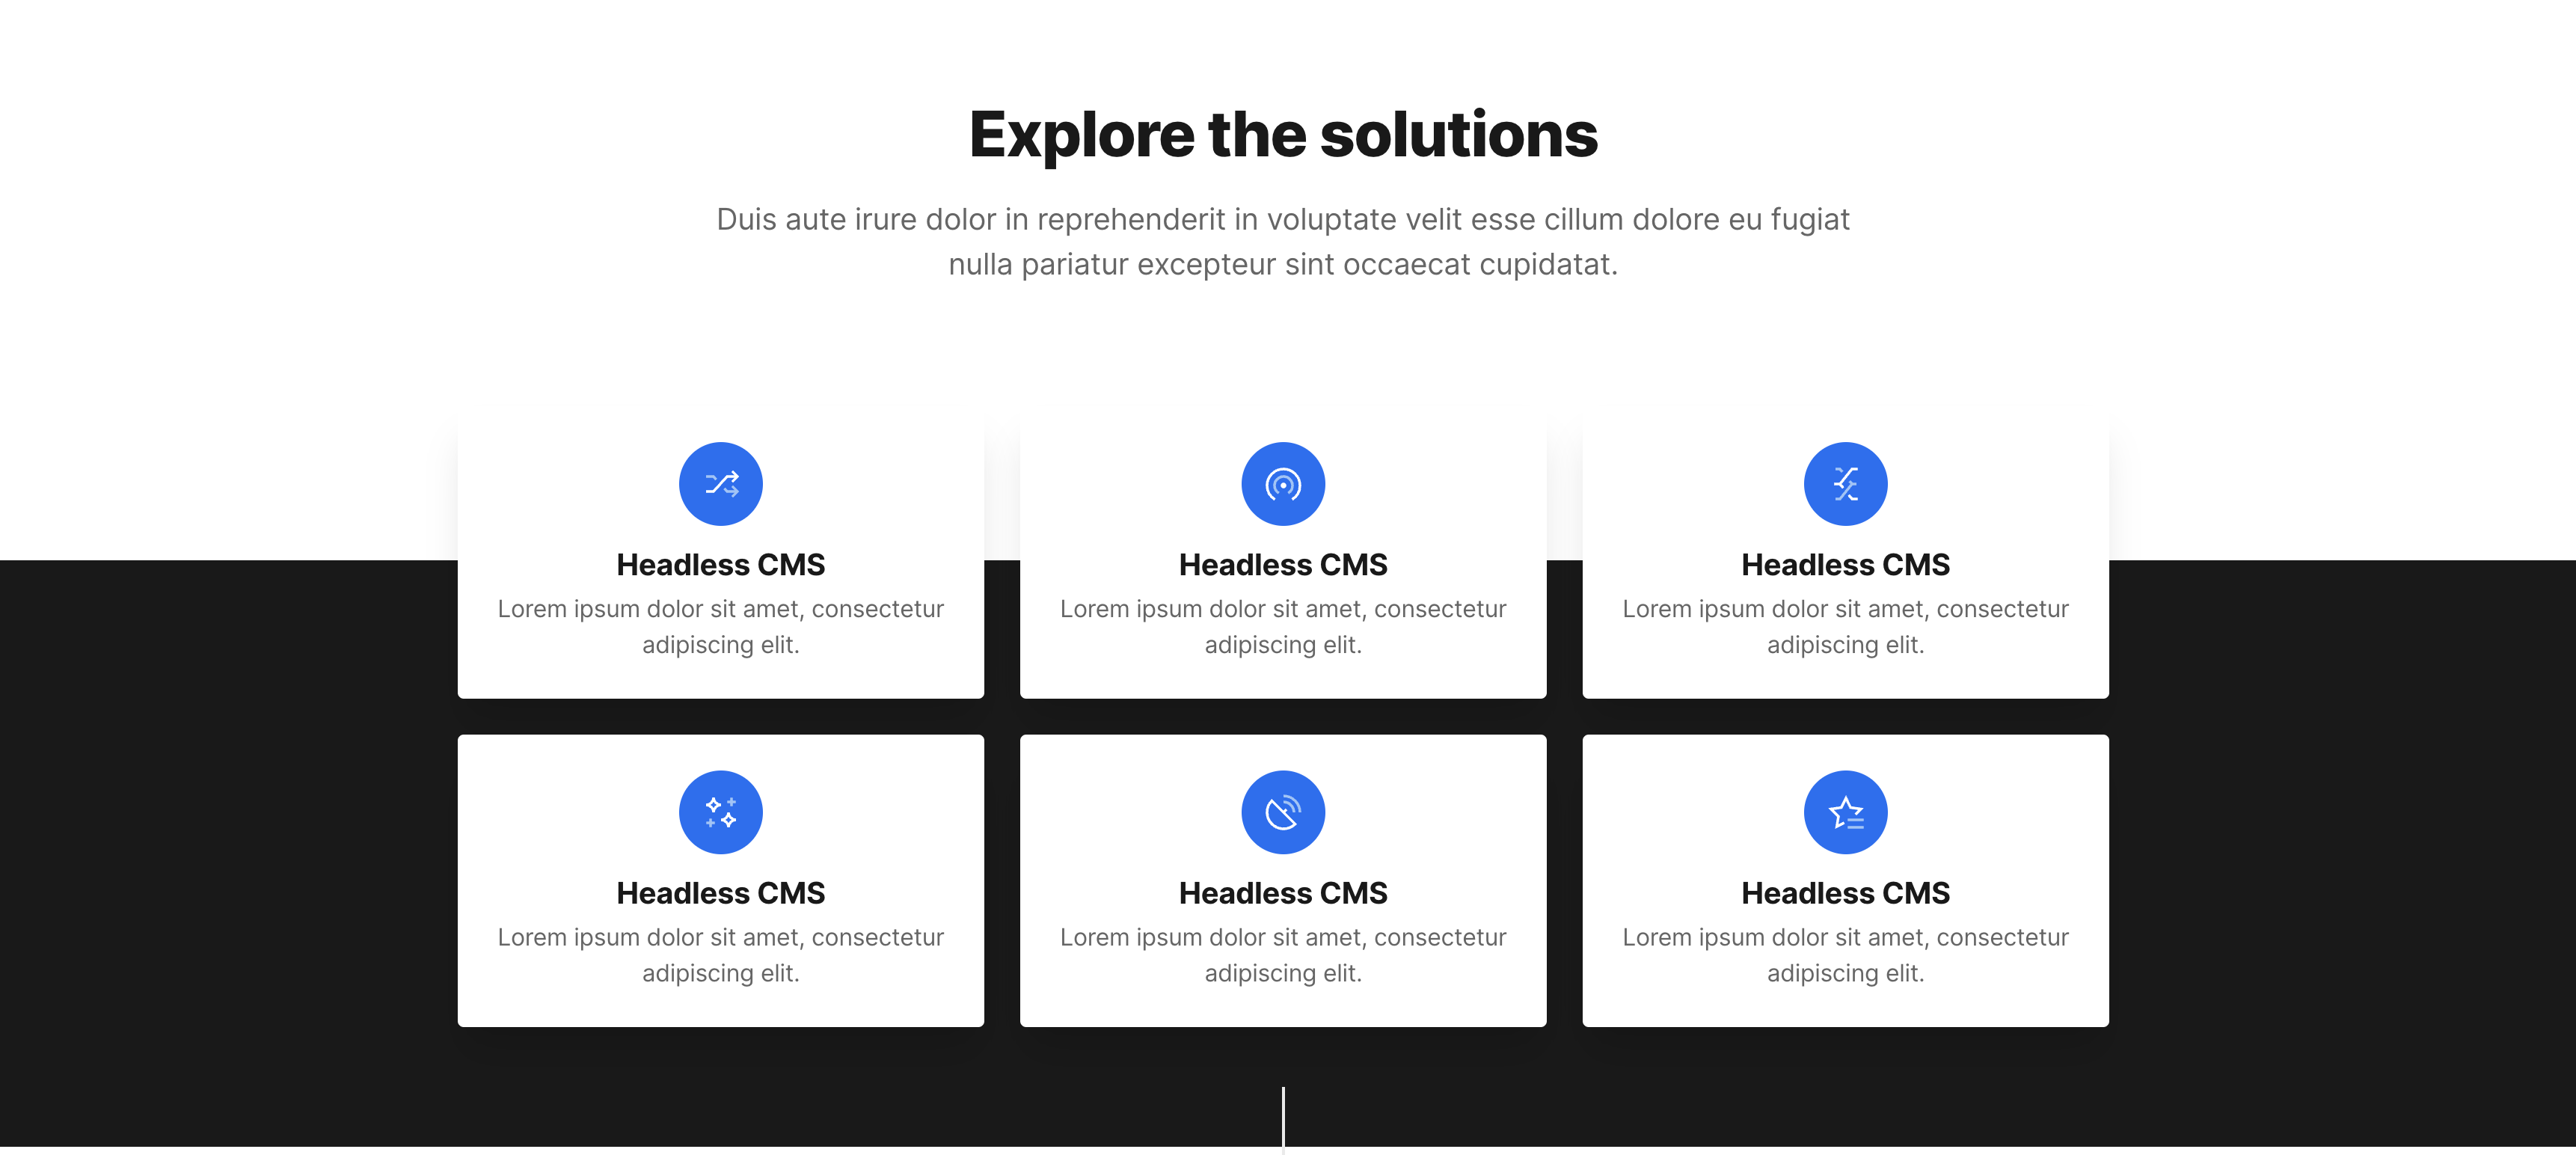 Explore the solutions
Duis aute irure dolor in reprehenderit in voluptate velit esse cillum dolore eu fugiat
nulla pariatur excepteur sint occaecat cupidatat.
Headless CMS
Lorem ipsum dolor sit amet, consectetur
adipiscing elit.
Headless CMS
Lorem ipsum dolor sit amet, consectetur
adipiscing elit.
Headless CMS
Lorem ipsum dolor sit amet, consectetur
adipiscing elit.
Headless CMS
Lorem ipsum dolor sit amet, consectetur
adipiscing elit.
Headless CMS
Lorem ipsum dolor sit amet, consectetur
adipiscing elit.
Headless CMS
Lorem ipsum dolor sit amet, consectetur
adipiscing elit.